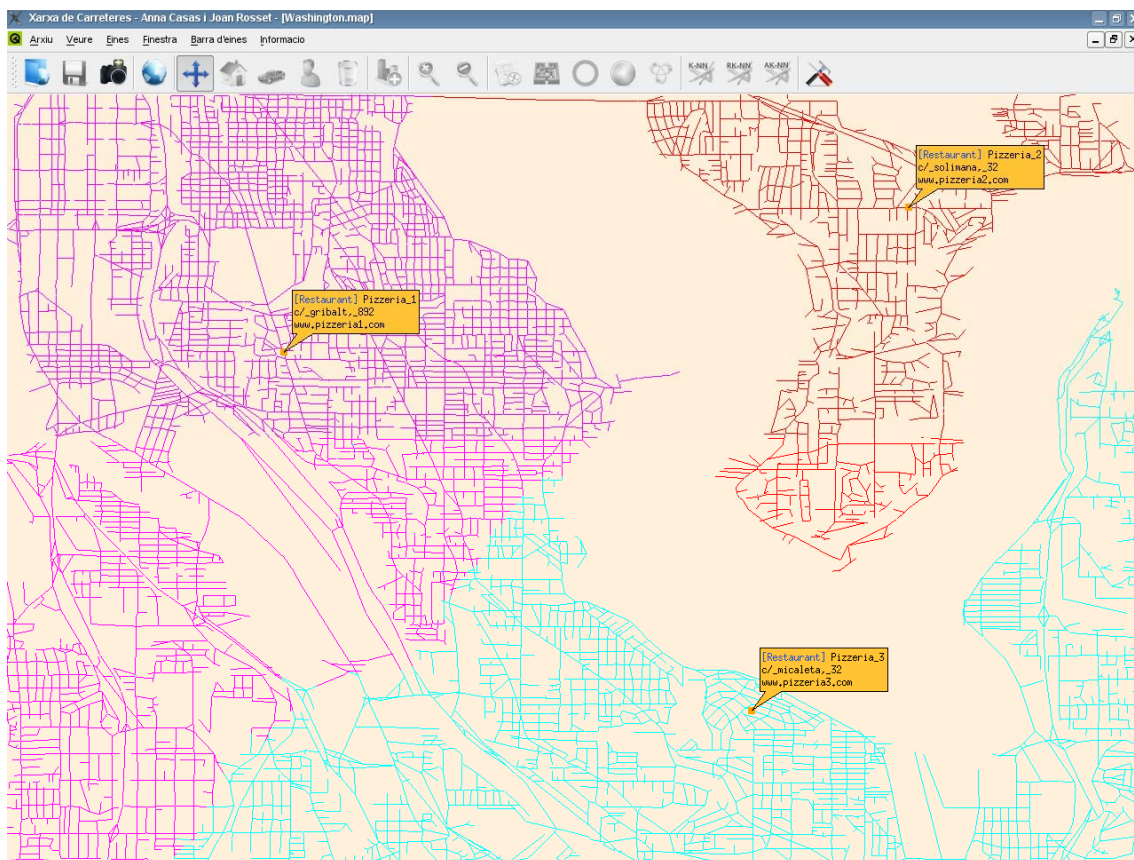 Xarxa de Carreteres - Anna Casas i Joan Rosset - [Washington.map]
Arxiu Veure Eines Finestra Barra d'eines Informacio
K-NN RK-NN AK-NN
[Restaurant] Pizzeria_2
c/_solimana,_32
www.pizzeria2.com
[Restaurant] Pizzeria_1
c/_gribalt,_892
www.pizzeria1.com
[Restaurant] Pizzeria_3
c/_micaleta,_32
www.pizzeria3.com